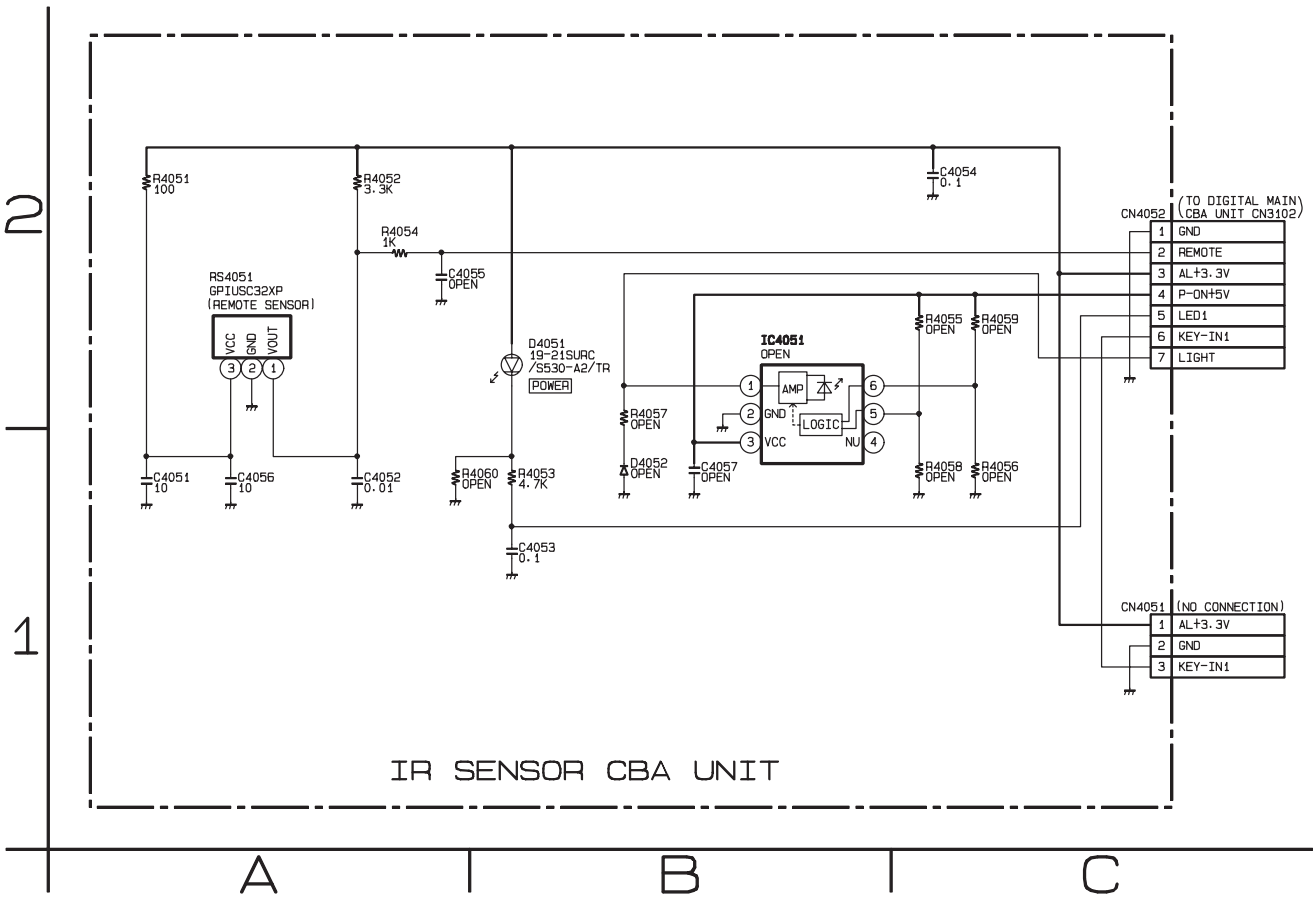 2
1
R4051
100
R4052
3.3K
R4054
1K
C4055
OPEN
RS4051
GPIUSC32XP
(REMOTE SENSOR)
VCC
GND
VOUT
3
2
1
C4051
10
C4056
10
C4052
0.01
D4051
19-21SURC
/S530-A2/TR
POWER
R4060
OPEN
R4053
4.7K
C4053
0.1
R4057
OPEN
D4052
OPEN
C4057
OPEN
IC4051
OPEN
1
2
3
GND
VCC
AMP
LOGIC
NU
6
5
4
C4054
0.1
R4055
OPEN
R4059
OPEN
R4058
OPEN
R4056
OPEN
CN4052
(TO DIGITAL MAIN)
(CBA UNIT CN3102)
1 GND
2 REMOTE
3 AL+3.3V
4 P-ON+5V
5 LED1
6 KEY-IN1
7 LIGHT
CN4051 (NO CONNECTION)
1 AL+3.3V
2 GND
3 KEY-IN1
IR SENSOR CBA UNIT
A
B
C